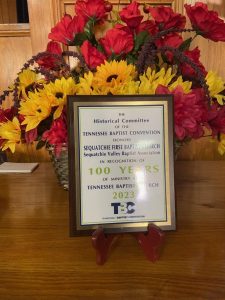 THE
HISTORICAL COMMITTEE
OF THE
TENNESSEE BAPTIST CONVENTION
HONORS
SEQUATCHIE FIRST BAPTIST CHURCH
Sequatchie Valley Baptist Association
IN RECOGNITION OF
100 YEARS
OF MINISTRY AS A
TENNESSEE BAPTIST CHURCH
2023
TBC